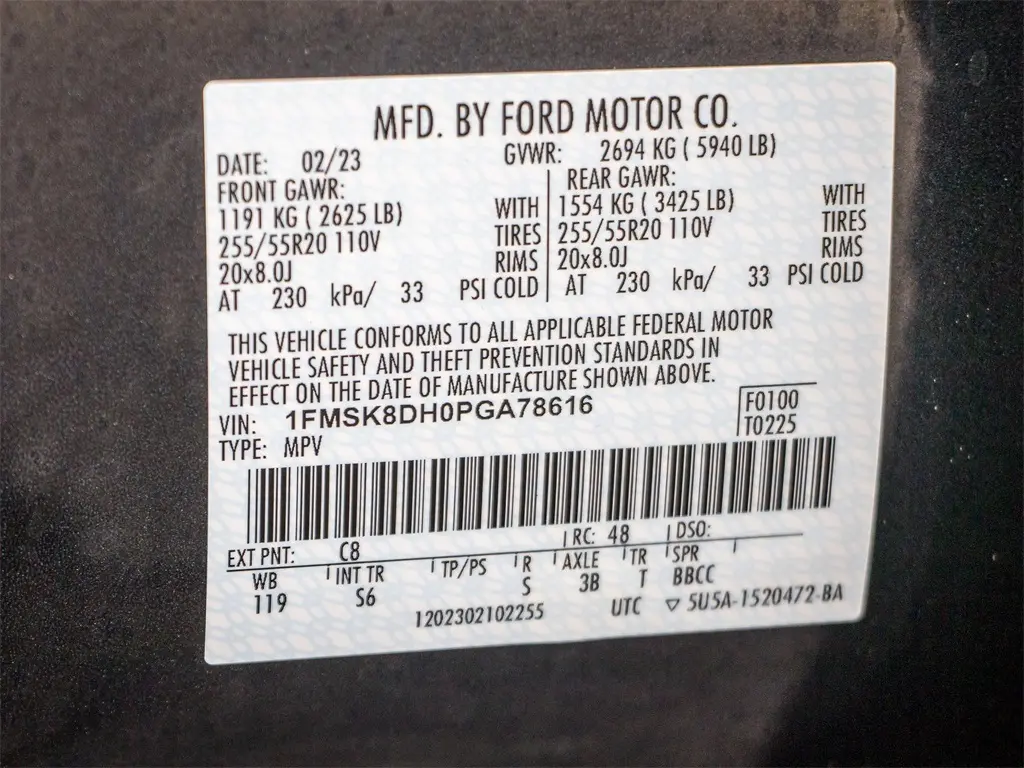 MFD. BY FORD MOTOR CO.
DATE: 02/23 GVWR: 2694 KG ( 5940 LB)
FRONT GAWR: REAR GAWR:
1191 KG ( 2625 LB) WITH 1554 KG ( 3425 LB) WITH
255/55R20 110V TIRES 255/55R20 110V TIRES
20x8.0J RIMS 20x8.0J RIMS
AT 230 kPa/ 33 PSI COLD AT 230 kPa/ 33 PSI COLD
THIS VEHICLE CONFORMS TO ALL APPLICABLE FEDERAL MOTOR
VEHICLE SAFETY AND THEFT PREVENTION STANDARDS IN
EFFECT ON THE DATE OF MANUFACTURE SHOWN ABOVE.
VIN: 1FMSK8DH0PGA78616 F0100
TYPE: MPV T0225
EXT PNT: C8 RC: 48 DSO:
WB INT TR TP/PS R AXLE TR SPR
119 S6 S 3B T BBCC
1202302102255 UTC ▽ 5U5A-1520472-BA